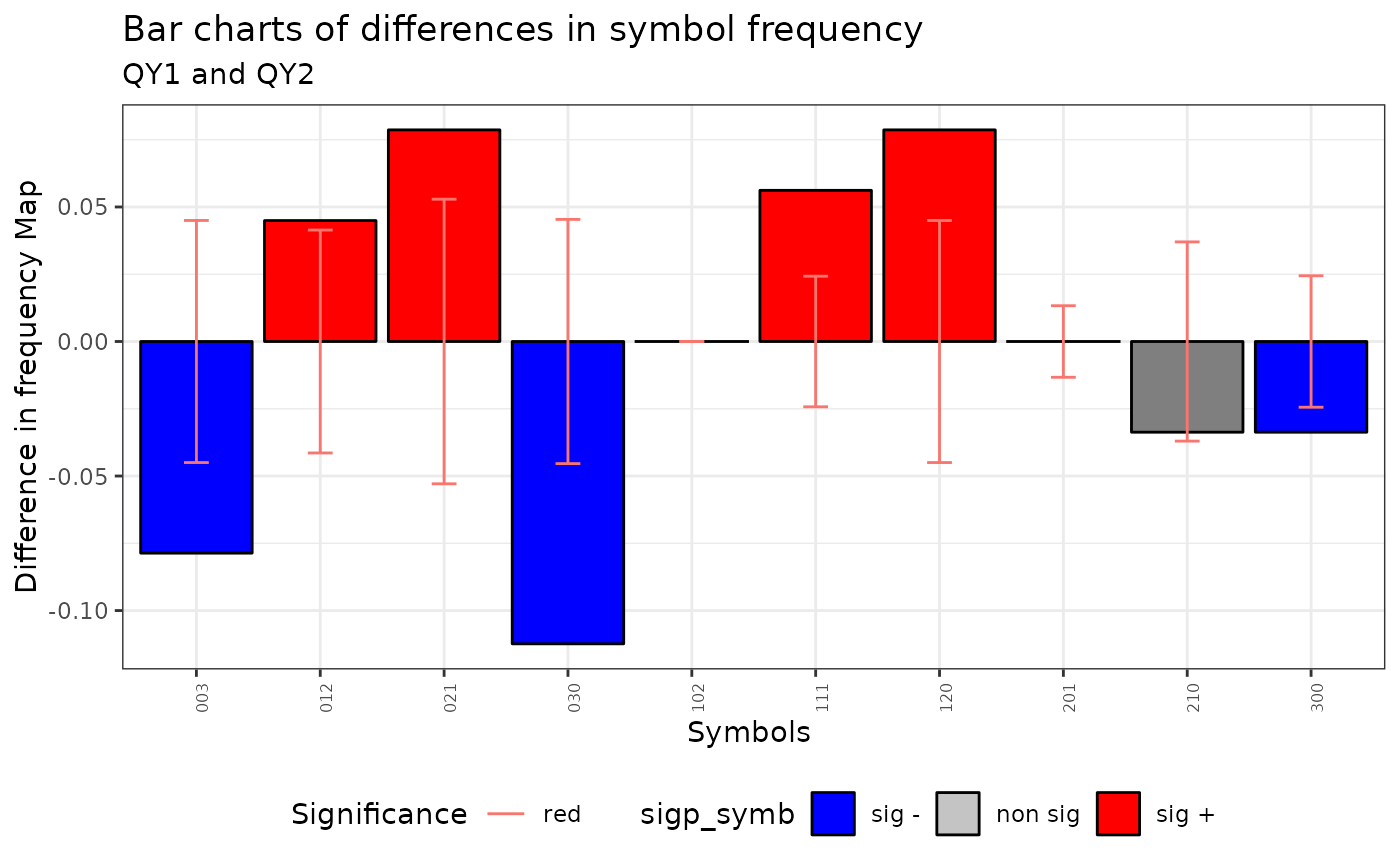 Bar charts of differences in symbol frequency
QY1 and QY2
Difference in frequency Map
0.05
0.00
-0.05
-0.10
003
012
021
030
102
111
120
201
210
300
Symbols
Significance red sigp_symb sig - non sig sig +